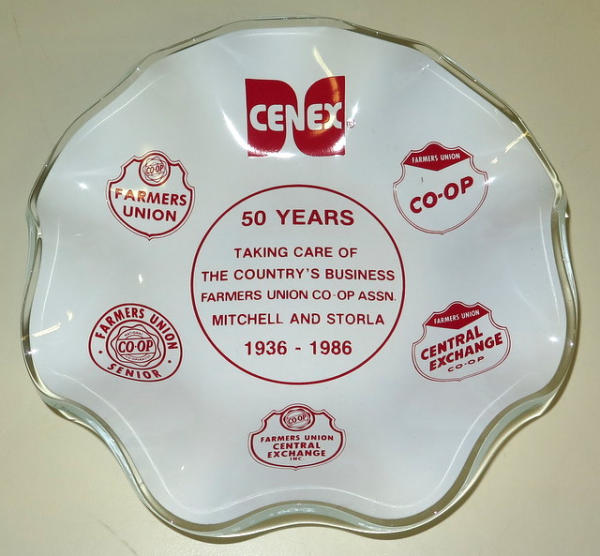 CENEX
CO-OP
FARMERS
UNION
FARMERS UNION
CO-OP
50 YEARS
TAKING CARE OF
THE COUNTRY'S BUSINESS
FARMERS UNION CO-OP ASSN.
MITCHELL AND STORLA
1936 - 1986
FARMERS UNION
CO-OP
SENIOR
FARMERS UNION
CENTRAL
EXCHANGE
CO-OP
CO-OP
FARMERS UNION
CENTRAL
EXCHANGE
INC